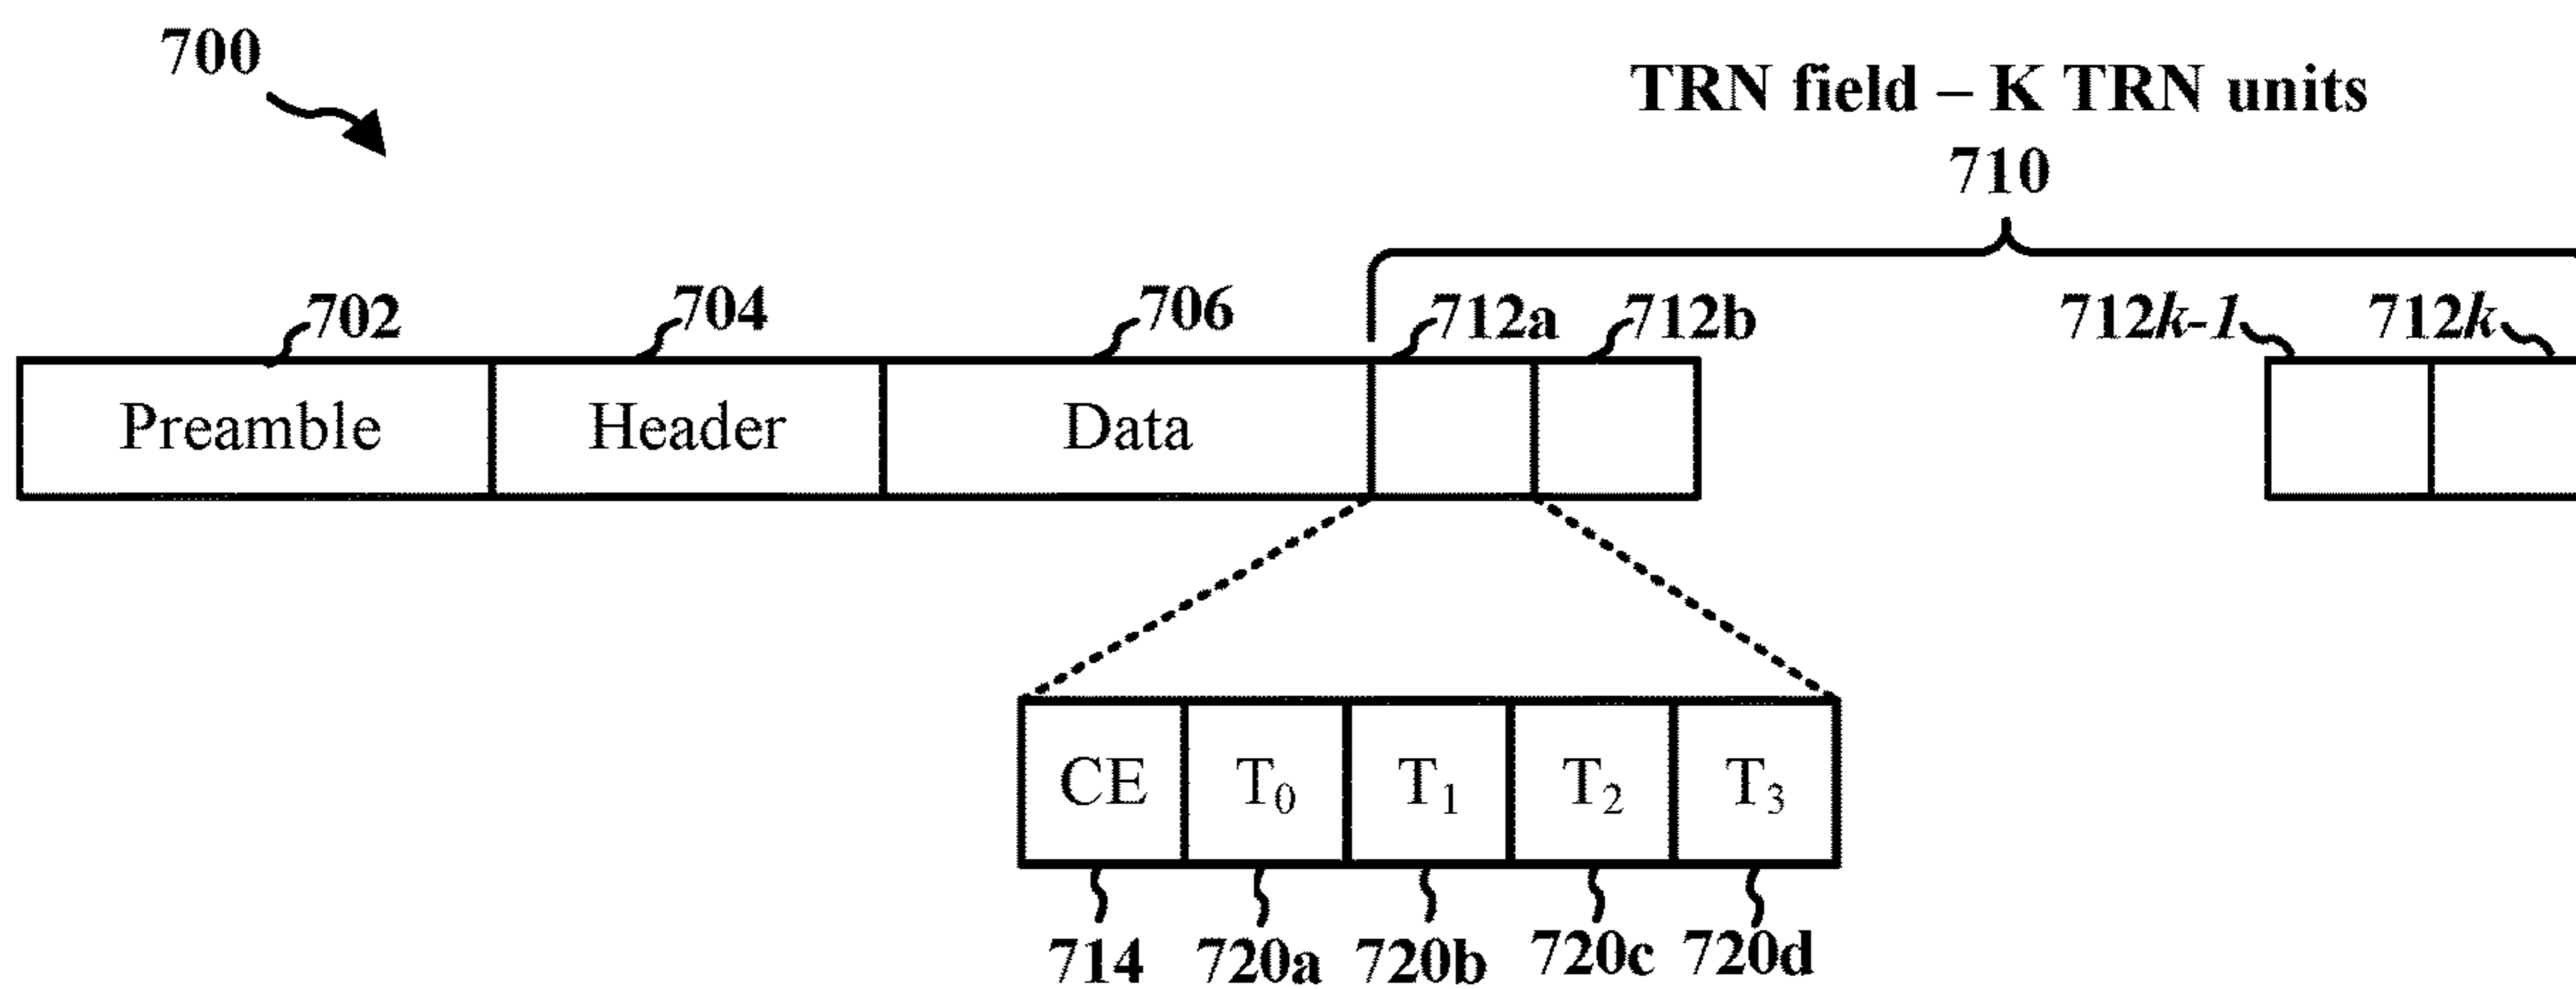 700
TRN field – K TRN units
710
702 704 706 712a 712b 712k-1 712k
Preamble Header Data
CE T₀ T₁ T₂ T₃
714 720a 720b 720c 720d